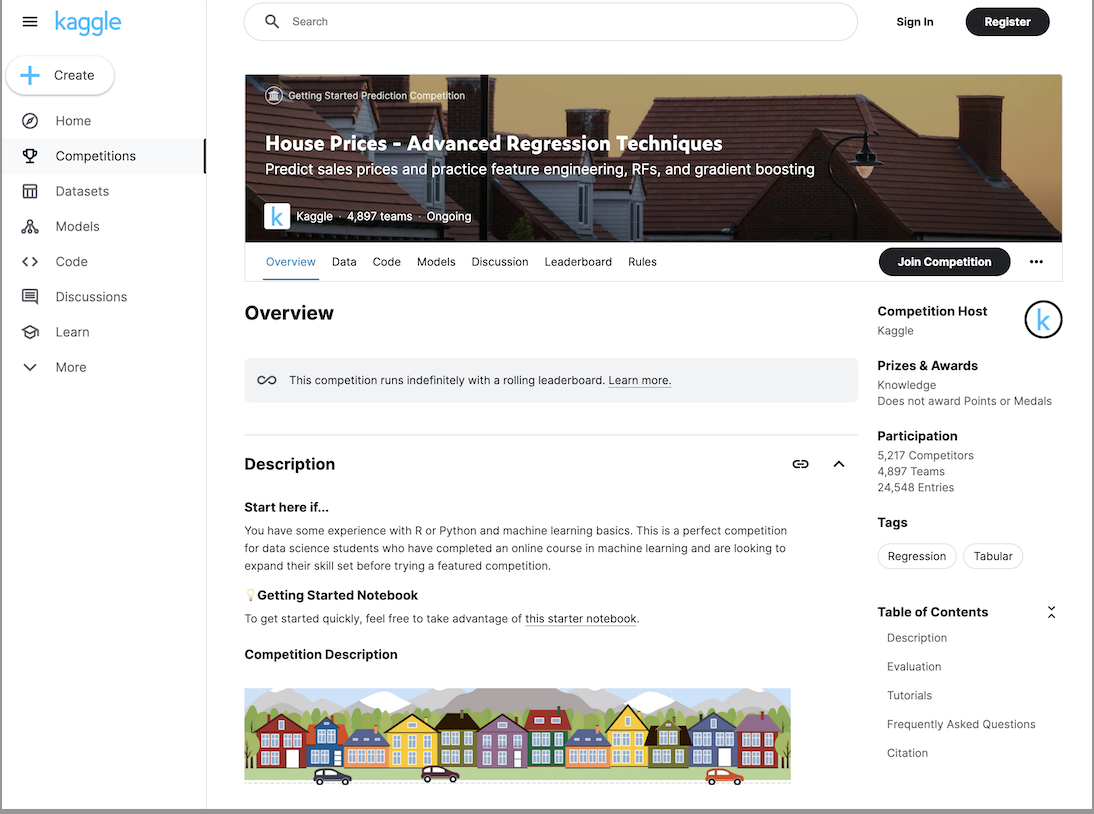 kaggle
Search
Sign In
Register
Create
Home
Competitions
Datasets
Models
Code
Discussions
Learn
More
Getting Started Prediction Competition
House Prices - Advanced Regression Techniques
Predict sales prices and practice feature engineering, RFs, and gradient boosting
k
Kaggle · 4,897 teams · Ongoing
Overview Data Code Models Discussion Leaderboard Rules
Join Competition
Overview
This competition runs indefinitely with a rolling leaderboard. Learn more.
Description
Start here if...
You have some experience with R or Python and machine learning basics. This is a perfect competition
for data science students who have completed an online course in machine learning and are looking to
expand their skill set before trying a featured competition.
💡Getting Started Notebook
To get started quickly, feel free to take advantage of this starter notebook.
Competition Description
Competition Host
Kaggle
k
Prizes & Awards
Knowledge
Does not award Points or Medals
Participation
5,217 Competitors
4,897 Teams
24,548 Entries
Tags
Regression
Tabular
Table of Contents
Description
Evaluation
Tutorials
Frequently Asked Questions
Citation